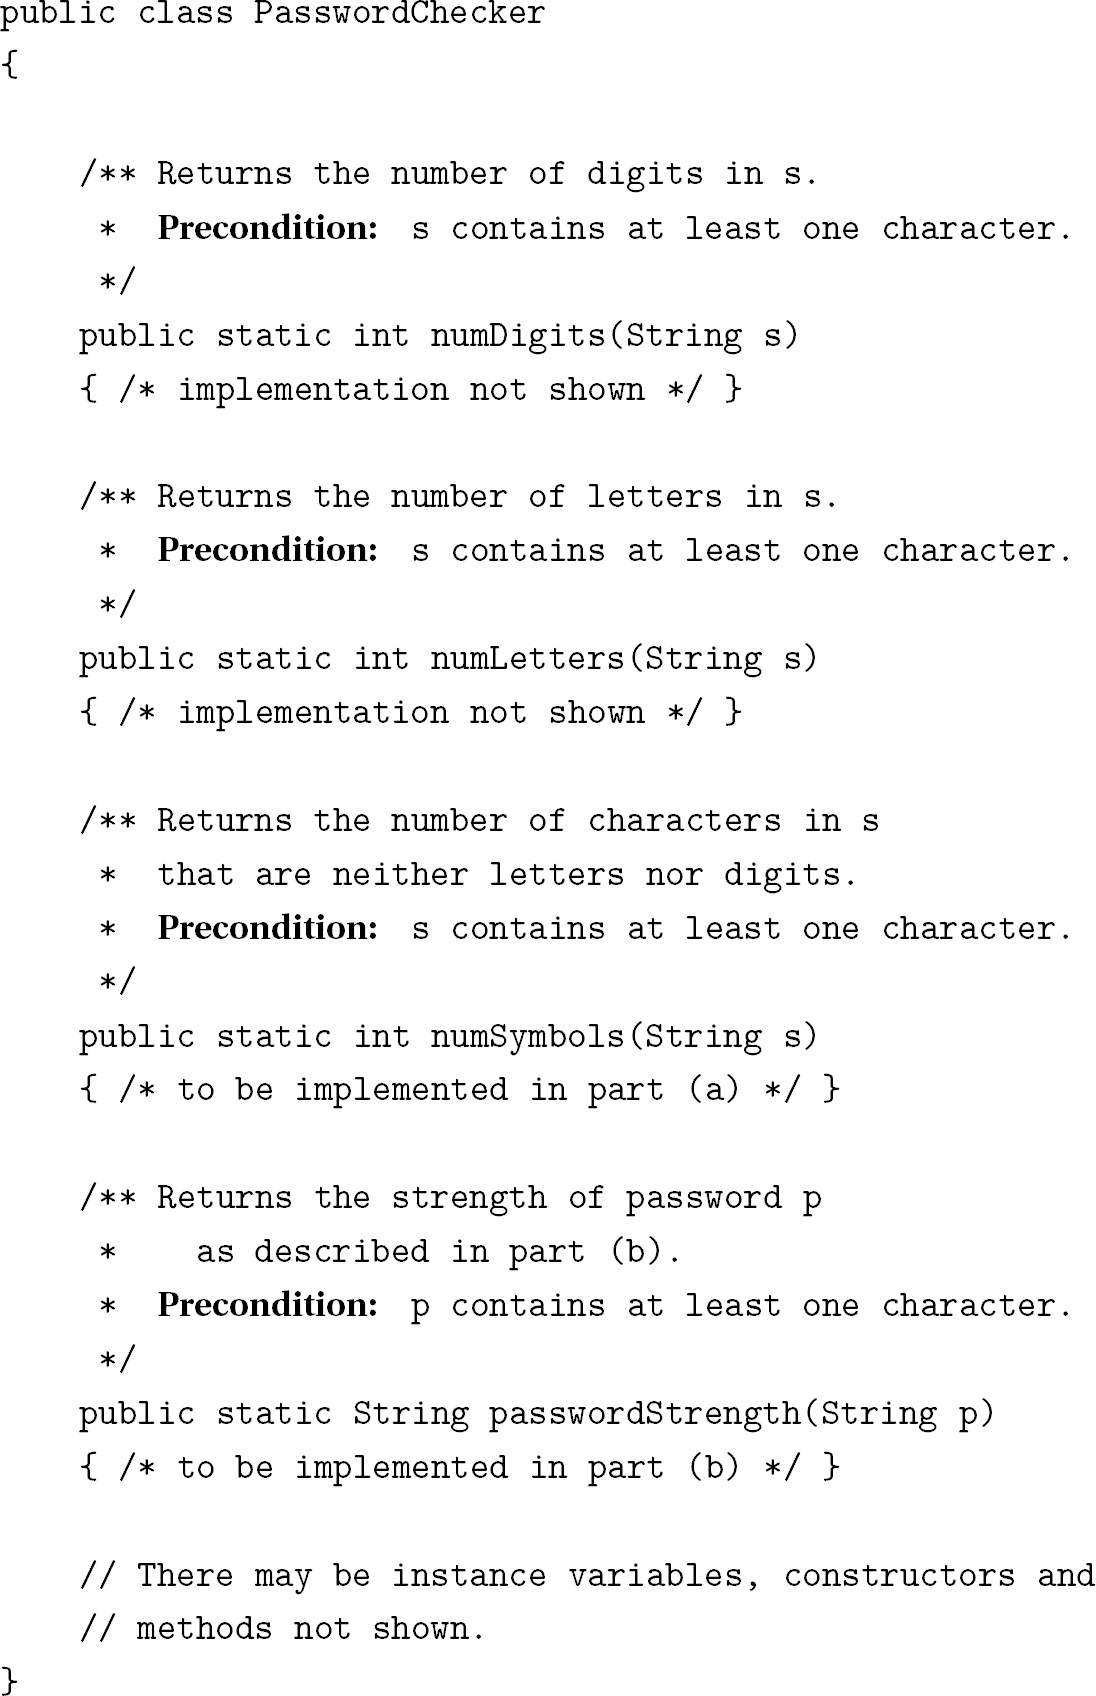 public class PasswordChecker
{
/** Returns the number of digits in s.
* Precondition: s contains at least one character.
*/
public static int numDigits(String s)
{ /* implementation not shown */ }
/** Returns the number of letters in s.
* Precondition: s contains at least one character.
*/
public static int numLetters(String s)
{ /* implementation not shown */ }
/** Returns the number of characters in s
* that are neither letters nor digits.
* Precondition: s contains at least one character.
*/
public static int numSymbols(String s)
{ /* to be implemented in part (a) */ }
/** Returns the strength of password p
* as described in part (b).
* Precondition: p contains at least one character.
*/
public static String passwordStrength(String p)
{ /* to be implemented in part (b) */ }
// There may be instance variables, constructors and
// methods not shown.
}